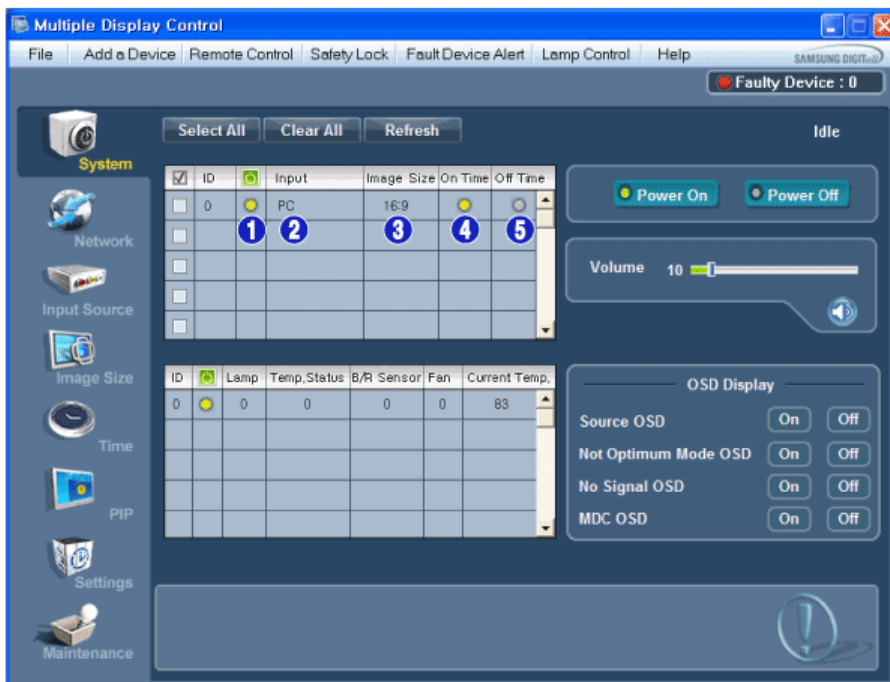 Multiple Display Control
File Add a Device Remote Control Safety Lock Fault Device Alert Lamp Control Help SAMSUNG DIGITall
Faulty Device : 0
System
Network
Input Source
Image Size
Time
PIP
Settings
Maintenance
Select All Clear All Refresh Idle
ID Input Image Size On Time Off Time
0 PC 16:9
1 2 3 4 5
Power On Power Off
Volume 10
ID Lamp Temp,Status B/R Sensor Fan Current Temp,
0 0 0 0 0 83
OSD Display
Source OSD On Off
Not Optimum Mode OSD On Off
No Signal OSD On Off
MDC OSD On Off